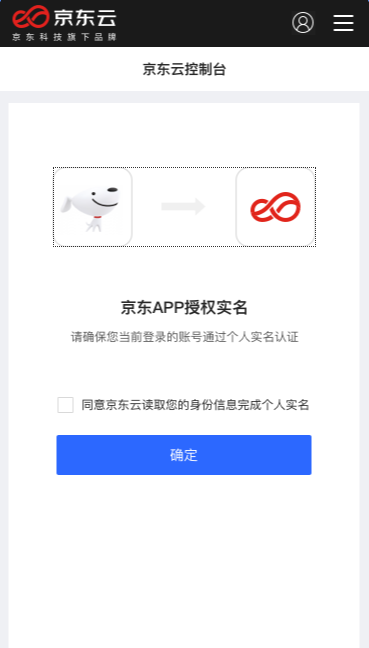 京东云
京东科技旗下品牌
京东云控制台
京东APP授权实名
请确保您当前登录的账号通过个人实名认证
同意京东云读取您的身份信息完成个人实名
确定